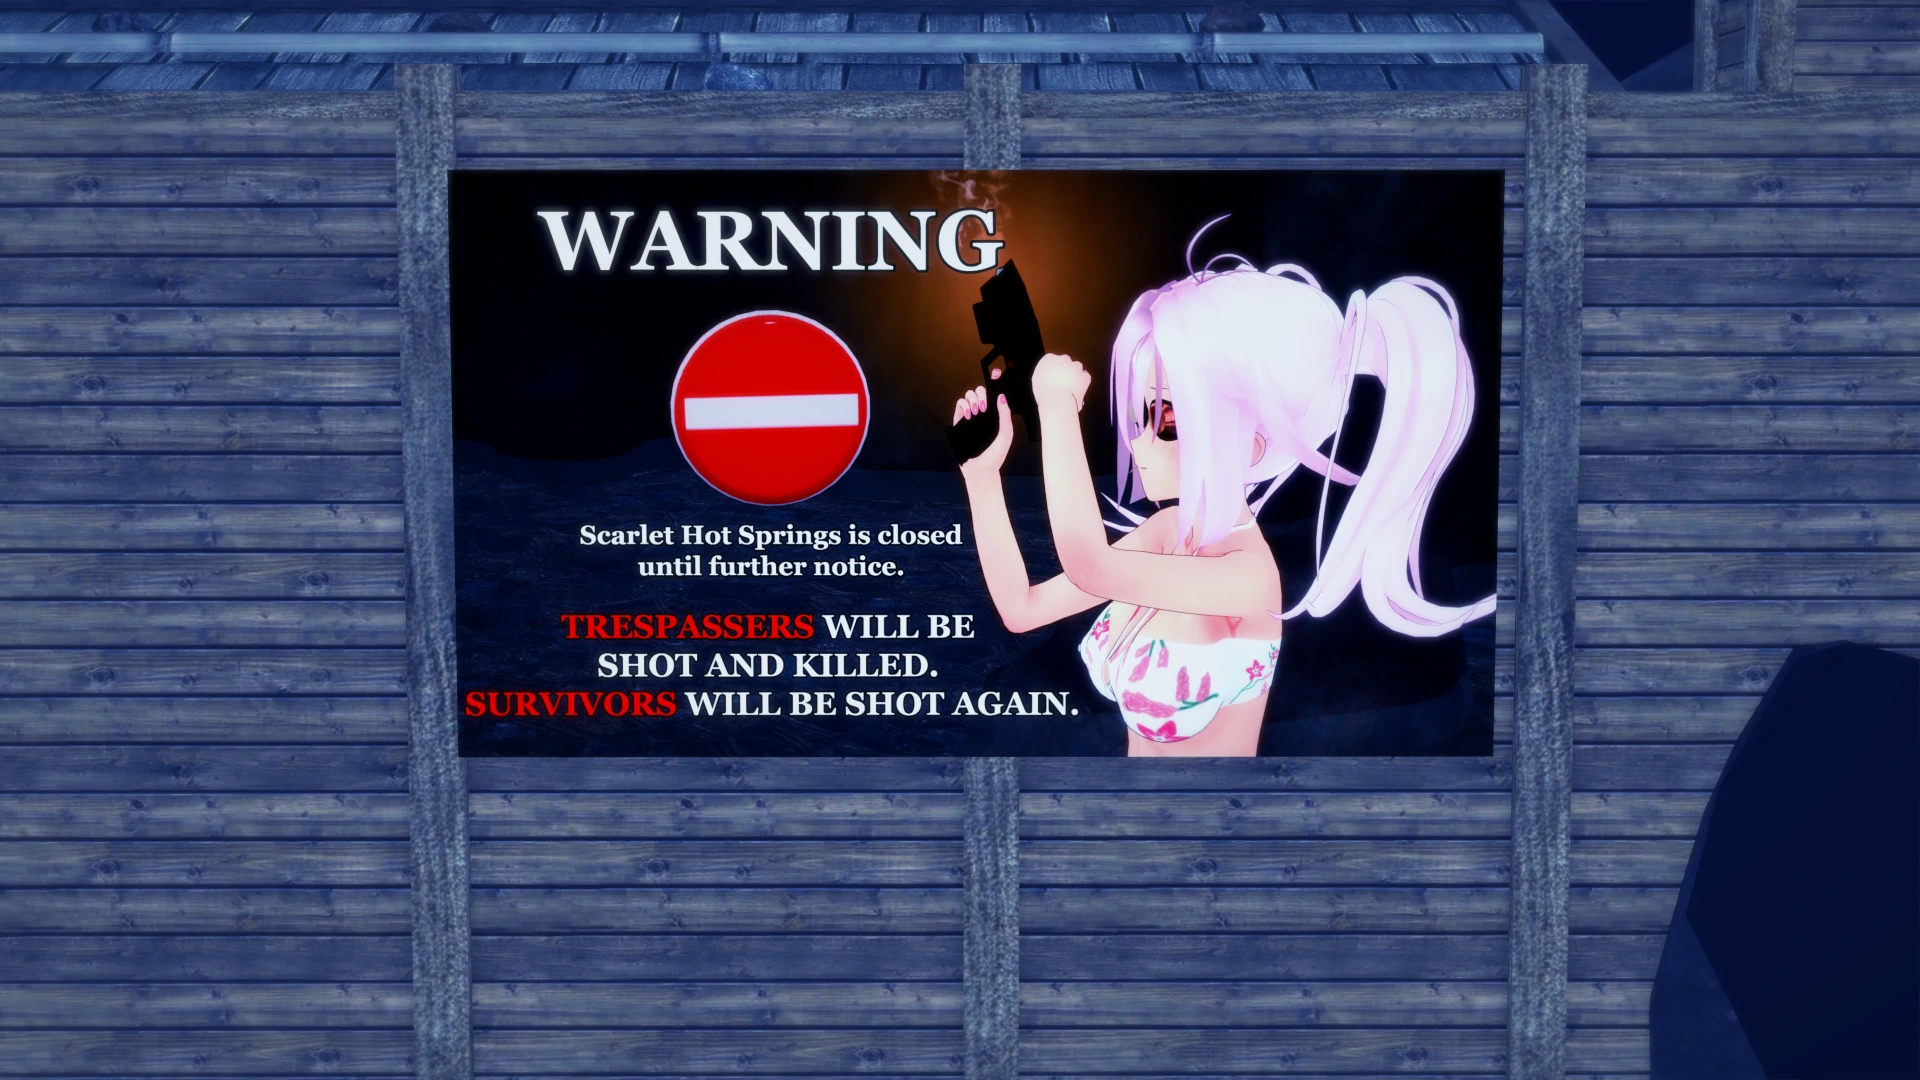 WARNING
Scarlet Hot Springs is closed
until further notice.
TRESPASSERS WILL BE
SHOT AND KILLED.
SURVIVORS WILL BE SHOT AGAIN.